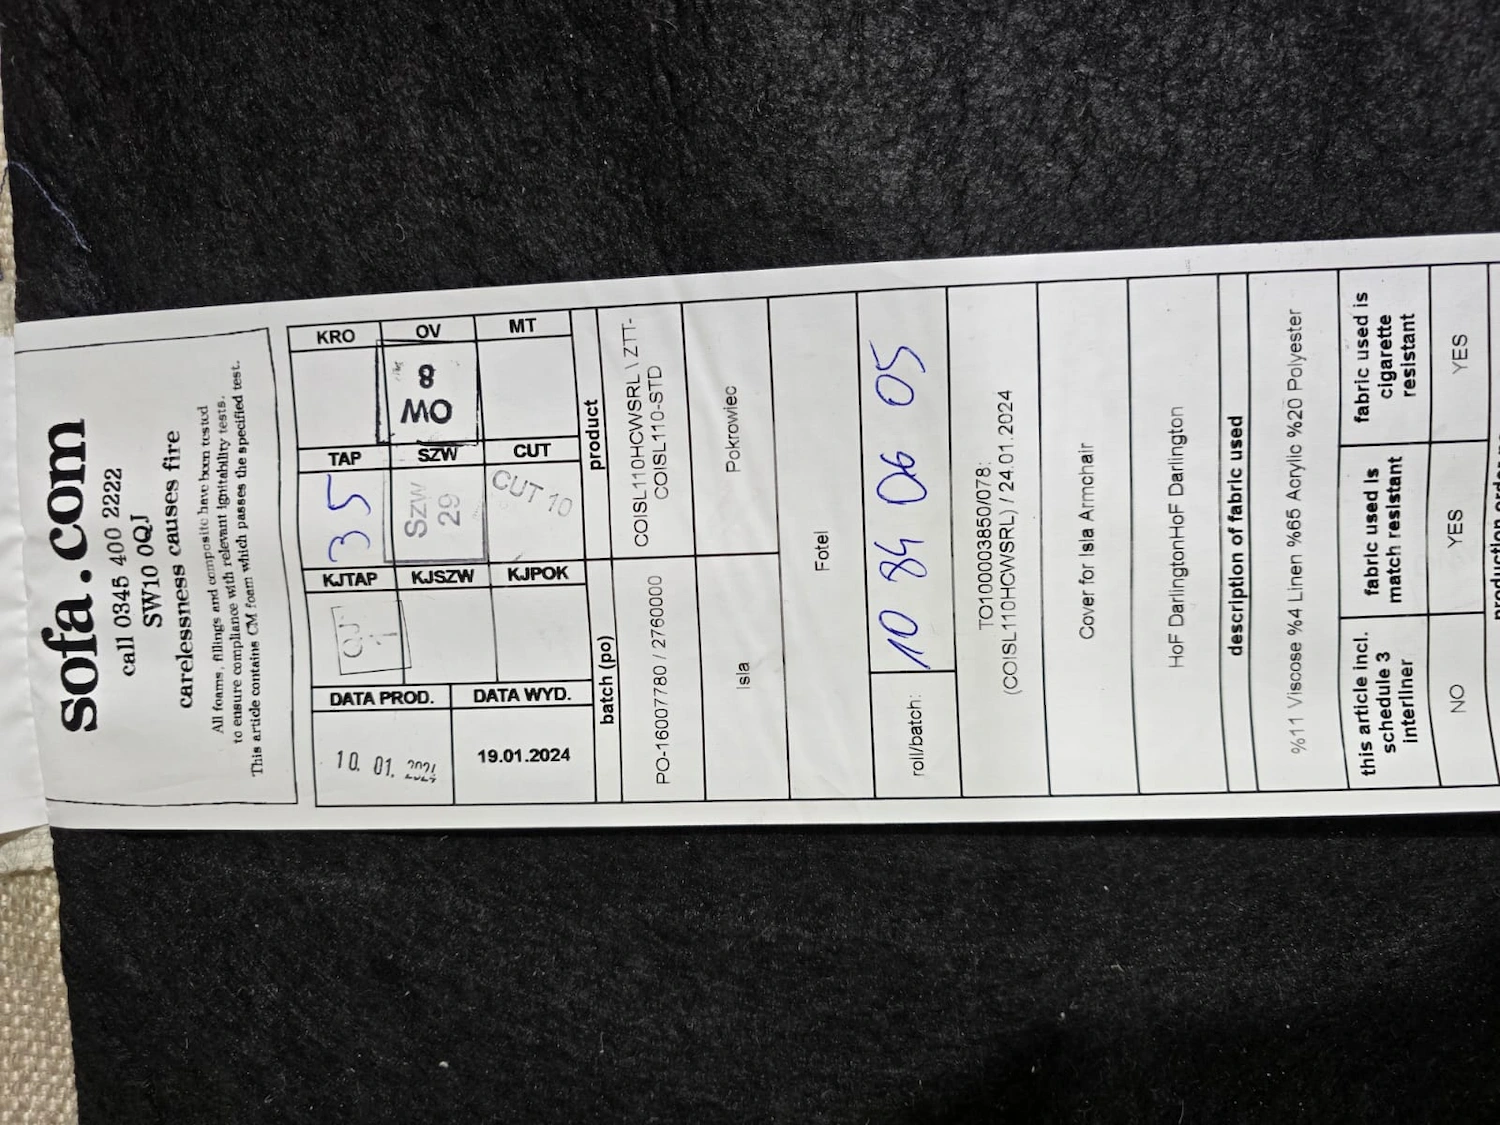 sofa.com
call 0345 400 2222
SW10 0QJ
carelessness causes fire
All foams, fillings and composite have been tested
to ensure compliance with relevant ignitability tests.
This article contains CM foam which passes the specified test.
DATA PROD. KJTAP TAP KRO
10. 01. 2024 CUT 1 35
KJSZW SZW OV
SZW 29 8 MO
DATA WYD. KJPOK CUT MT
19.01.2024 CUT 10
batch (po) product
PO-16007780 / 2760000 COISL110HCWSRL \ ZTT-
COISL110-STD
Isla Pokrowiec
Fotel
roll/batch: 10 84 06 05
TO100003850/078:
(COISL110HCWSRL) / 24.01.2024
Cover for Isla Armchair
HoF DarlingtonHoF Darlington
description of fabric used
%11 Viscose %4 Linen %65 Acrylic %20 Polyester
this article incl. schedule 3 interliner
fabric used is match resistant
fabric used is cigarette resistant
NO YES YES